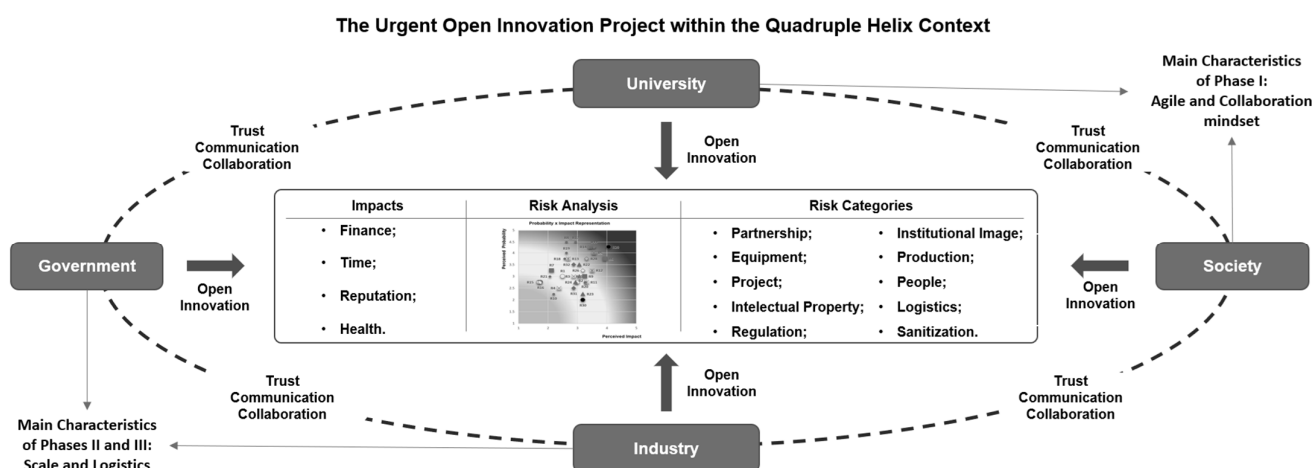 The Urgent Open Innovation Project within the Quadruple Helix Context
University
Main Characteristics
of Phase I:
Agile and Collaboration
mindset
Trust
Communication
Collaboration
Open
Innovation
Trust
Communication
Collaboration
Impacts
Risk Analysis
Risk Categories
• Finance;
• Time;
• Reputation;
• Health.
Probability x Impact Representation
Perceived Probability
Perceived Impact
• Partnership;
• Equipment;
• Project;
• Intelectual Property;
• Regulation;
• Institutional Image;
• Production;
• People;
• Logistics;
• Sanitization.
Government
Open
Innovation
Society
Open
Innovation
Trust
Communication
Collaboration
Open
Innovation
Trust
Communication
Collaboration
Main Characteristics
of Phases II and III:
Scale and Logistics
Industry